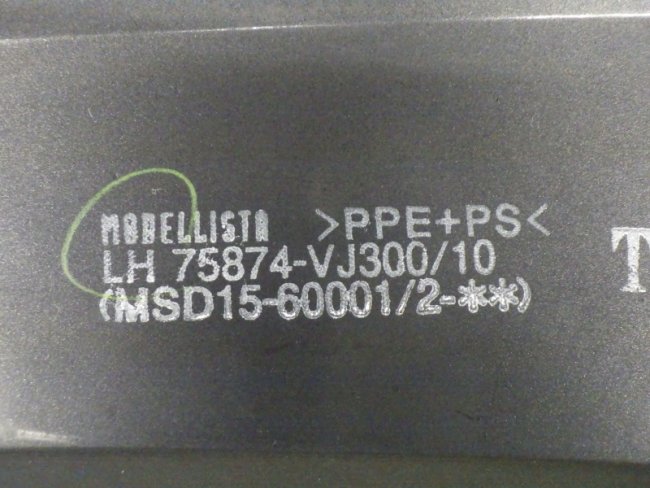 MODELLISTA >PPE+PS<
LH 75874-VJ300/10
(MSD15-60001/2-**)
T